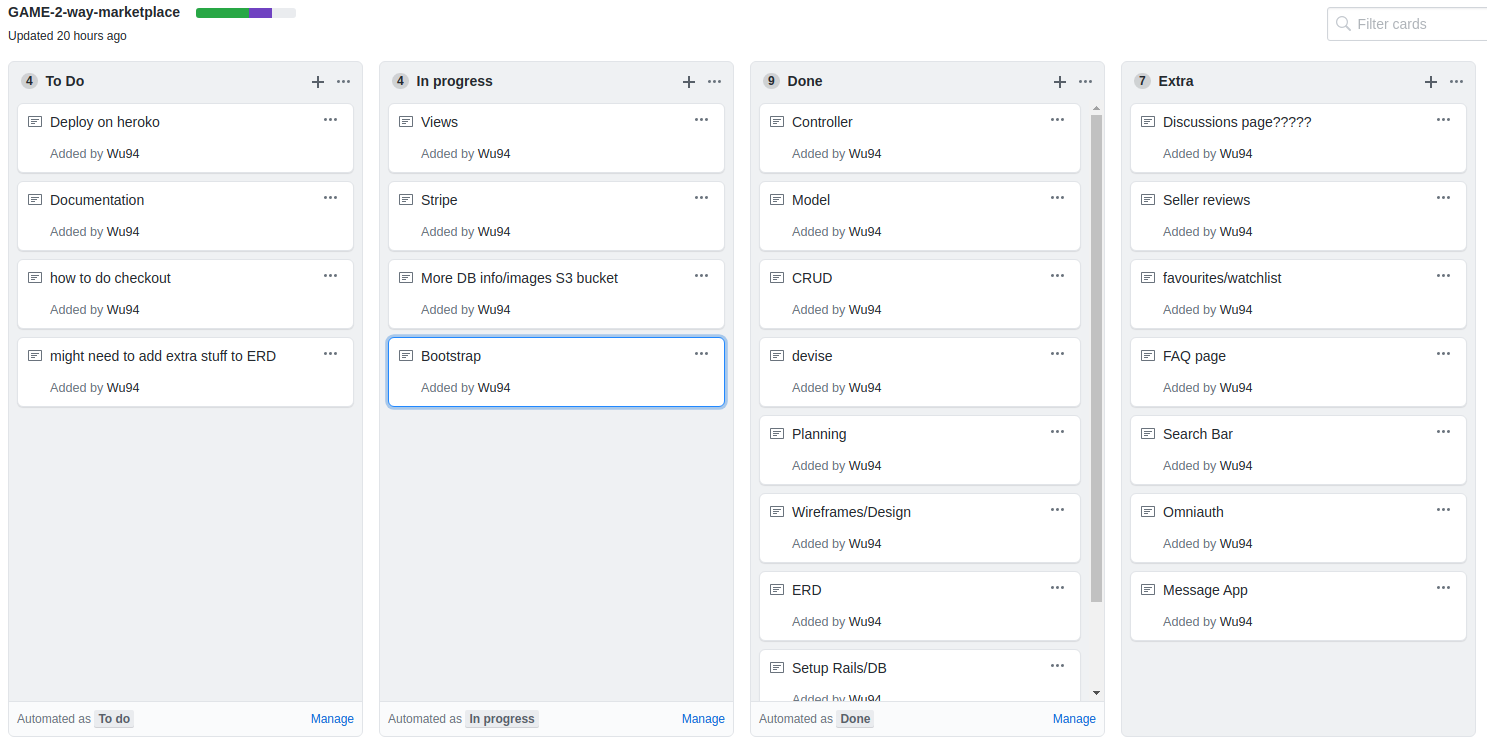 GAME-2-way-marketplace
Updated 20 hours ago
Filter cards
4 To Do
Deploy on heroko
Added by Wu94
Documentation
Added by Wu94
how to do checkout
Added by Wu94
might need to add extra stuff to ERD
Added by Wu94
Automated as To do
Manage
4 In progress
Views
Added by Wu94
Stripe
Added by Wu94
More DB info/images S3 bucket
Added by Wu94
Bootstrap
Added by Wu94
Automated as In progress
Manage
9 Done
Controller
Added by Wu94
Model
Added by Wu94
CRUD
Added by Wu94
devise
Added by Wu94
Planning
Added by Wu94
Wireframes/Design
Added by Wu94
ERD
Added by Wu94
Setup Rails/DB
Added by Wu94
Automated as Done
Manage
7 Extra
Discussions page?????
Added by Wu94
Seller reviews
Added by Wu94
favourites/watchlist
Added by Wu94
FAQ page
Added by Wu94
Search Bar
Added by Wu94
Omniauth
Added by Wu94
Message App
Added by Wu94